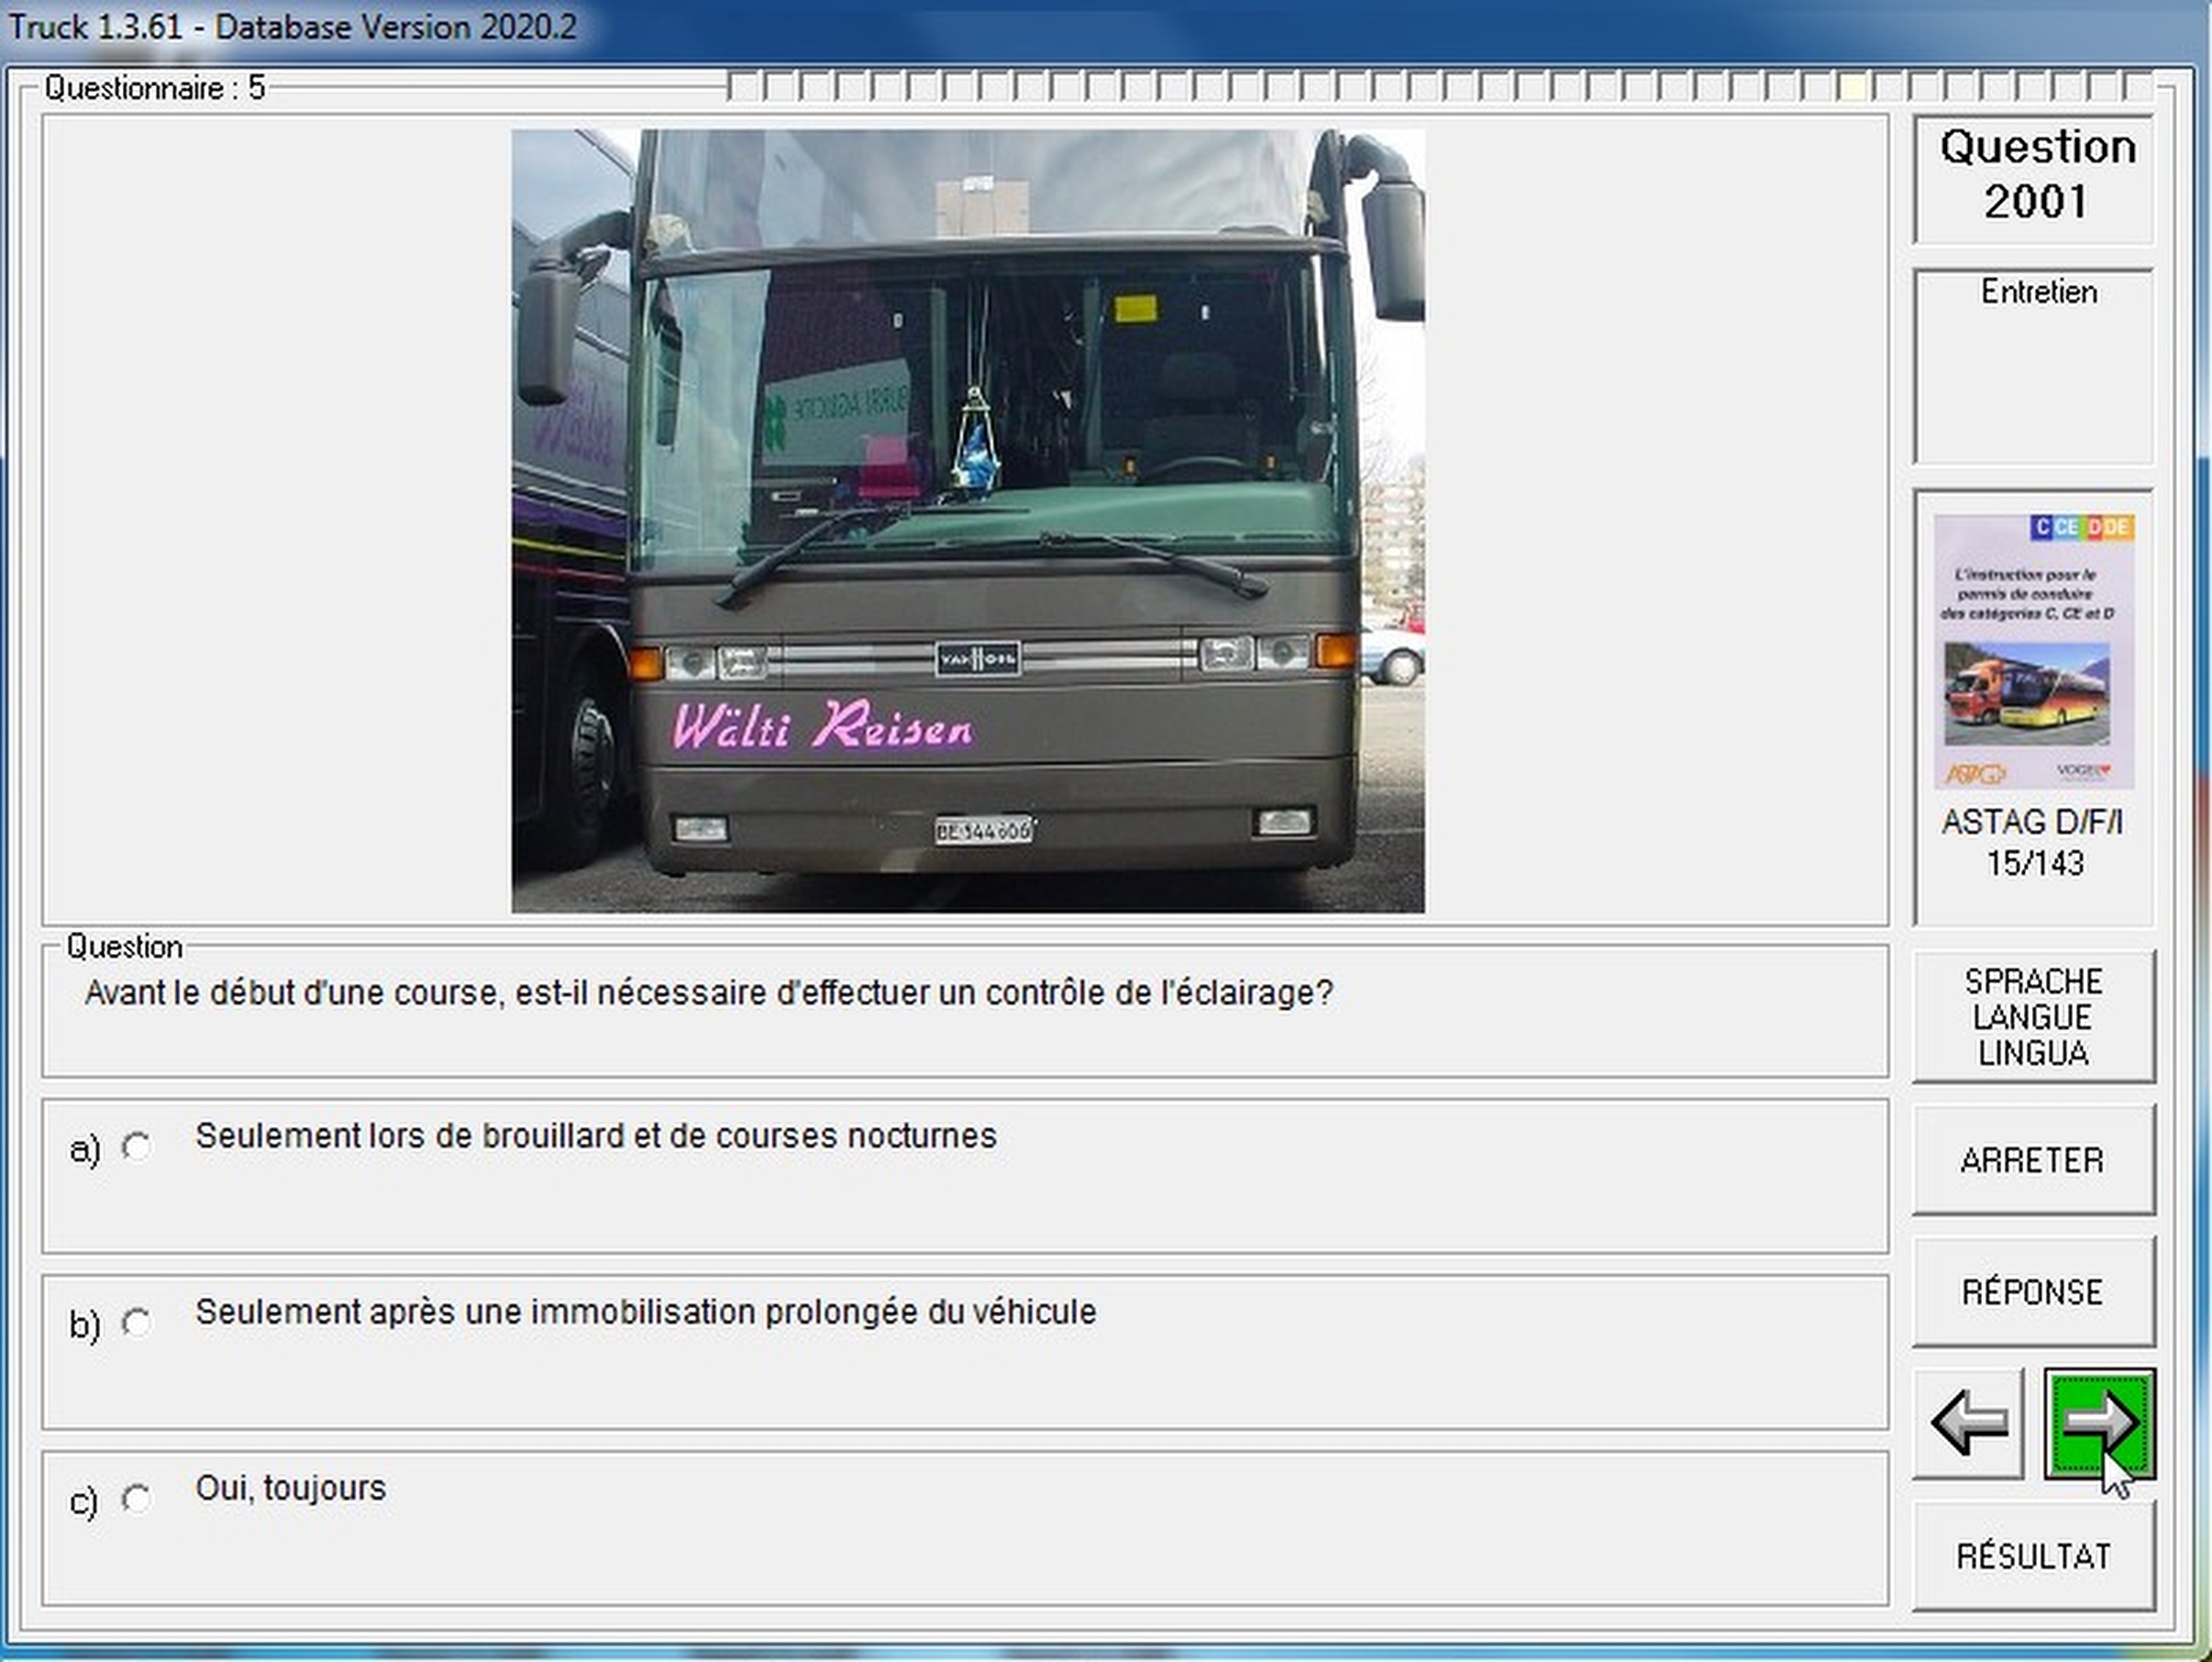 Truck 1.3.61 - Database Version 2020.2
Questionnaire : 5
Question
2001
Entretien
VAN HOOL
Wälti Reisen
C CE D DE
L'instruction pour le
permis de conduire
des catégories C, CE et D
ASTAG
VOGEL
ASTAG D/F/I
15/143
Question
Avant le début d'une course, est-il nécessaire d'effectuer un contrôle de l'éclairage?
a) Seulement lors de brouillard et de courses nocturnes
b) Seulement après une immobilisation prolongée du véhicule
c) Oui, toujours
SPRACHE
LANGUE
LINGUA
ARRETER
RÉPONSE
RÉSULTAT